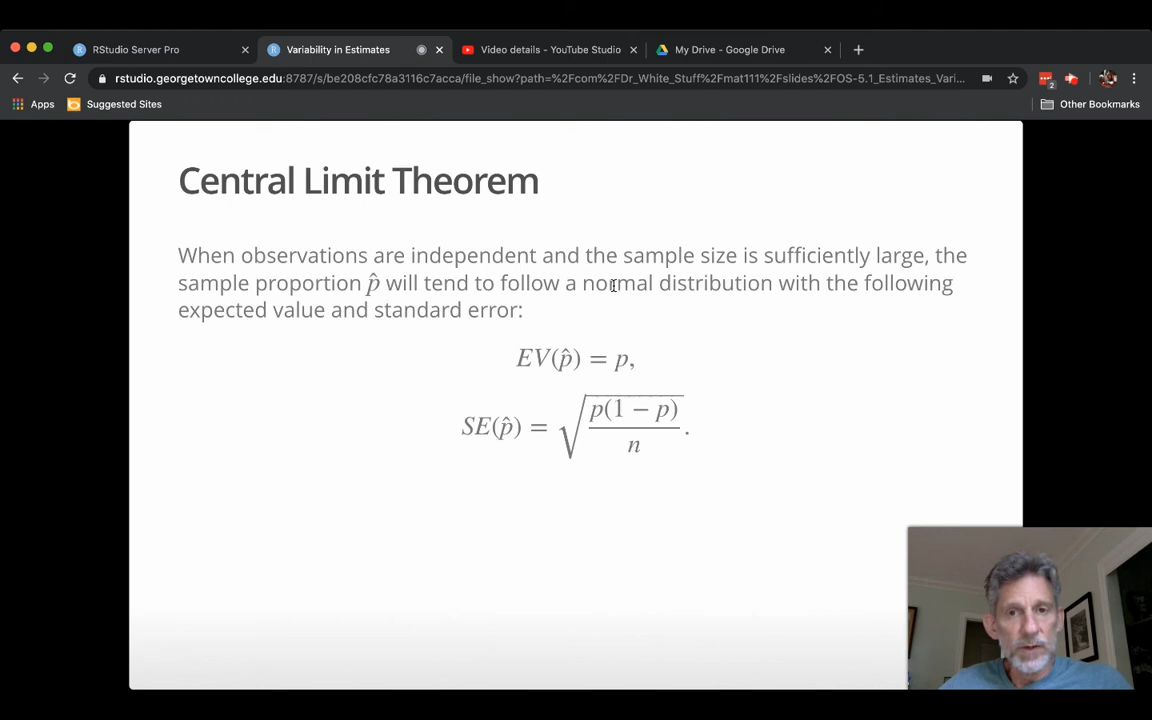 RStudio Server Pro
Variability in Estimates
Video details - YouTube Studio
My Drive - Google Drive
rstudio.georgetowncollege.edu:8787/s/be208cfc78a3116c7acca/file_show?path=%2Fcom%2FDr_White_Stuff%2Fmat111%2Fslides%2FOS-5.1_Estimates_Vari...
2
Apps
Suggested Sites
Other Bookmarks
Central Limit Theorem
When observations are independent and the sample size is sufficiently large, the
sample proportion p̂ will tend to follow a normal distribution with the following
expected value and standard error:
EV(p̂) = p,
SE(p̂) = √(p(1 − p)/n).